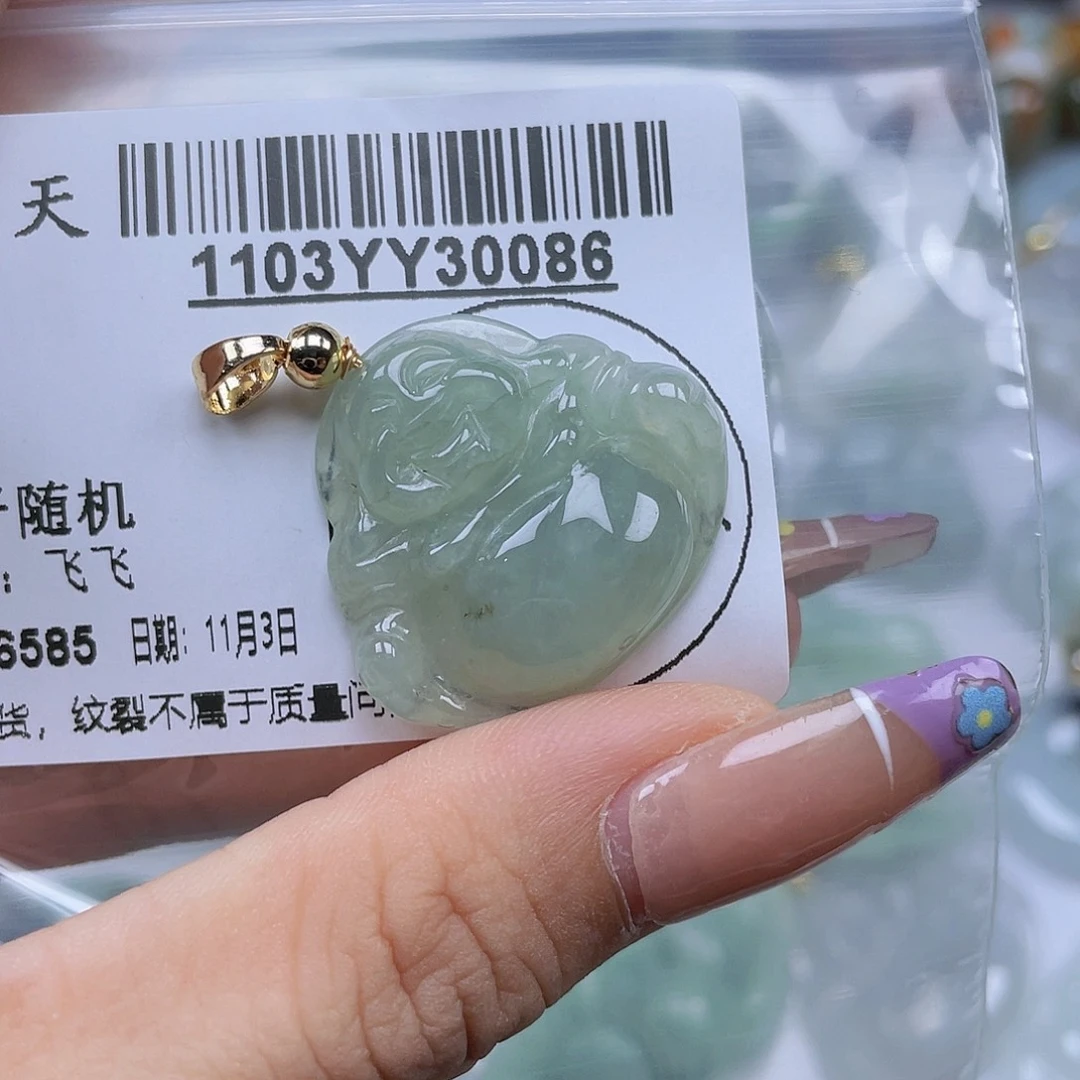 天
1103YY30086
随机
: 飞飞
6585 日期: 11月3日
货，纹裂不属于质量问